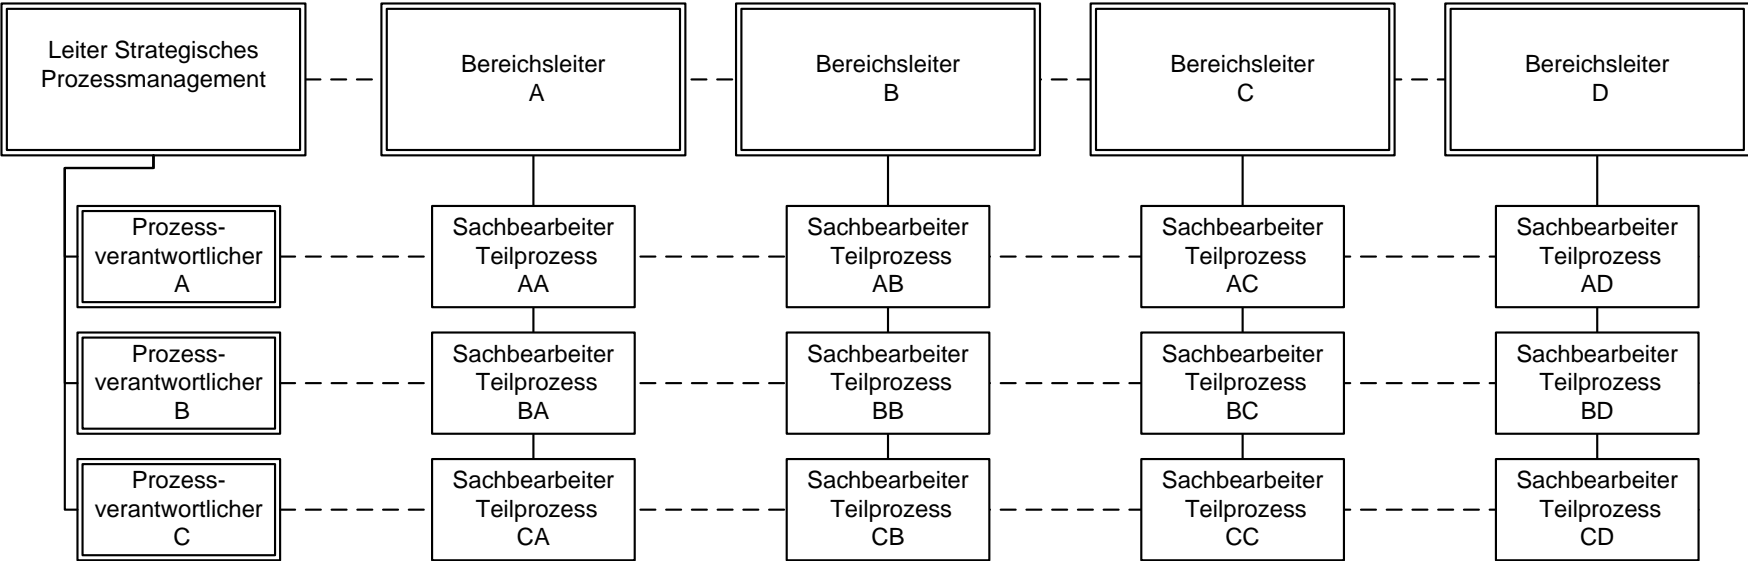 Leiter Strategisches
Prozessmanagement
Bereichsleiter
A
Bereichsleiter
B
Bereichsleiter
C
Bereichsleiter
D
Prozess-
verantwortlicher
A
Sachbearbeiter
Teilprozess
AA
Sachbearbeiter
Teilprozess
AB
Sachbearbeiter
Teilprozess
AC
Sachbearbeiter
Teilprozess
AD
Prozess-
verantwortlicher
B
Sachbearbeiter
Teilprozess
BA
Sachbearbeiter
Teilprozess
BB
Sachbearbeiter
Teilprozess
BC
Sachbearbeiter
Teilprozess
BD
Prozess-
verantwortlicher
C
Sachbearbeiter
Teilprozess
CA
Sachbearbeiter
Teilprozess
CB
Sachbearbeiter
Teilprozess
CC
Sachbearbeiter
Teilprozess
CD